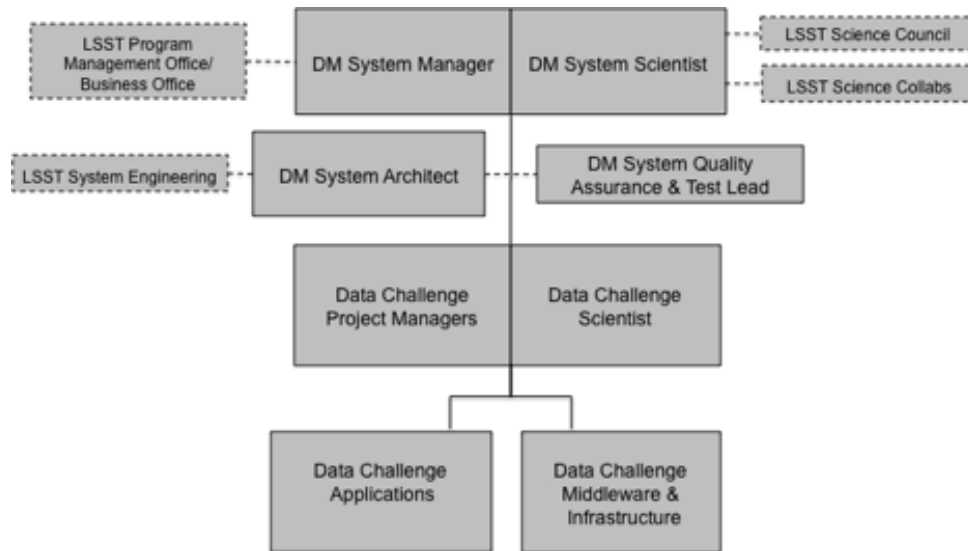 LSST Program
Management Office/
Business Office
DM System Manager
DM System Scientist
LSST Science Council
LSST Science Collabs
LSST System Engineering
DM System Architect
DM System Quality
Assurance & Test Lead
Data Challenge
Project Managers
Data Challenge
Scientist
Data Challenge
Applications
Data Challenge
Middleware &
Infrastructure